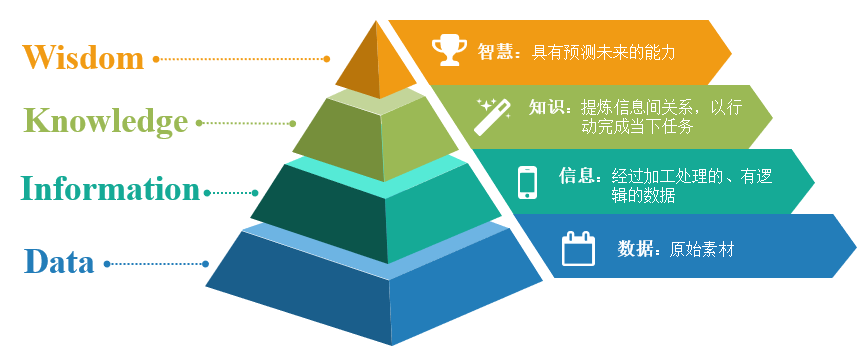 Wisdom
智慧：具有预测未来的能力
Knowledge
知识：提炼信息间关系，以行
动完成当下任务
Information
信息：经过加工处理的、有逻
辑的数据
Data
数据：原始素材